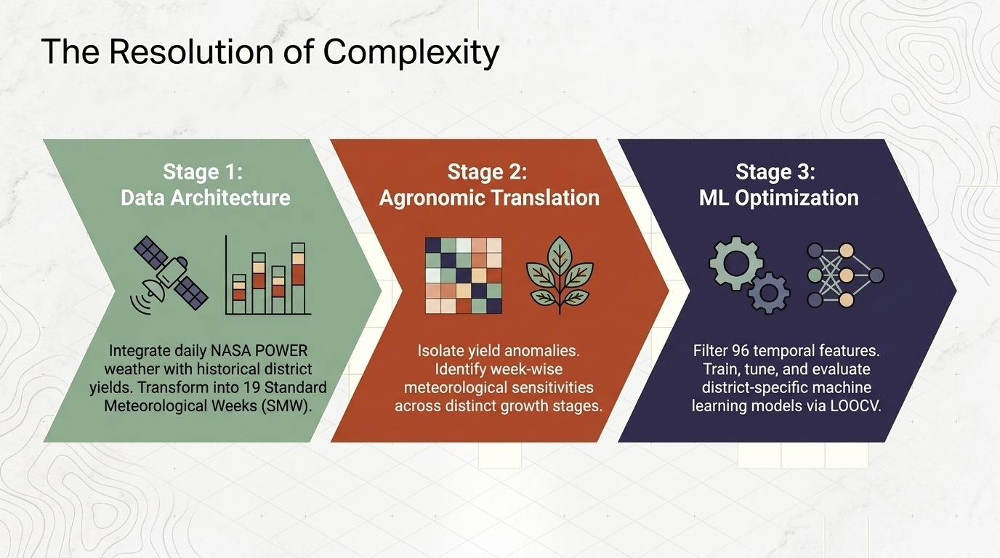 The Resolution of Complexity
Stage 1:
Data Architecture
Integrate daily NASA POWER
weather with historical district
yields. Transform into 19 Standard
Meteorological Weeks (SMW).
Stage 2:
Agronomic Translation
Isolate yield anomalies.
Identify week-wise
meteorological sensitivities
across distinct growth stages.
Stage 3:
ML Optimization
Filter 96 temporal features.
Train, tune, and evaluate
district-specific machine
learning models via LOOCV.